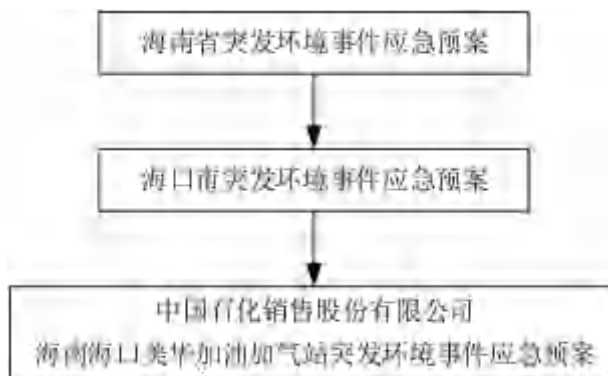 海南省突发环境事件应急预案
海口市突发环境事件应急预案
中国石化销售股份有限公司
海南海口美华加油加气站突发环境事件应急预案